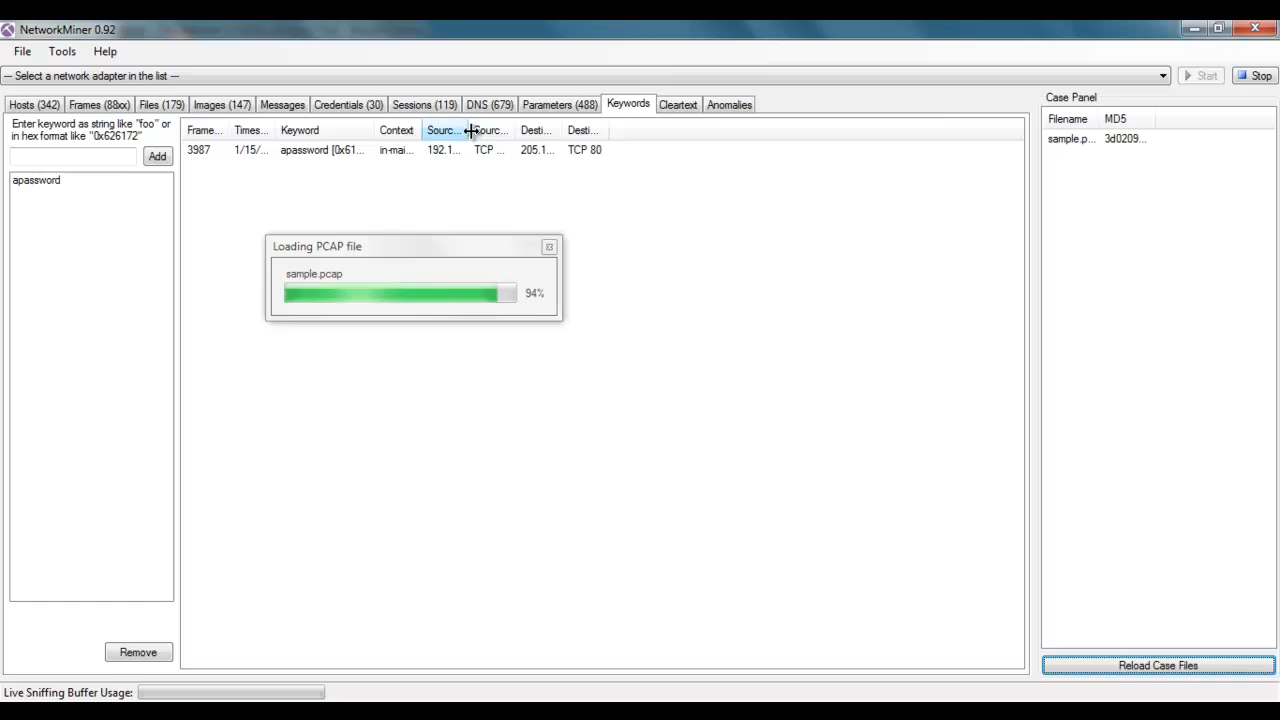 NetworkMiner 0.92
File Tools Help
--- Select a network adapter in the list ---
Start
Stop
Hosts (342) Frames (88xx) Files (179) Images (147) Messages Credentials (30) Sessions (119) DNS (679) Parameters (488) Keywords Cleartext Anomalies
Case Panel
Enter keyword as string like "foo" or
in hex format like "0x626172"
Add
apassword
Frame... Times... Keyword Context Sourc... Sourc... Desti... Desti...
3987 1/15/... apassword [0x61... in-mai... 192.1... TCP ... 205.1... TCP 80
Filename MD5
sample.p... 3d0209...
Loading PCAP file
sample.pcap
94%
Remove
Reload Case Files
Live Sniffing Buffer Usage: